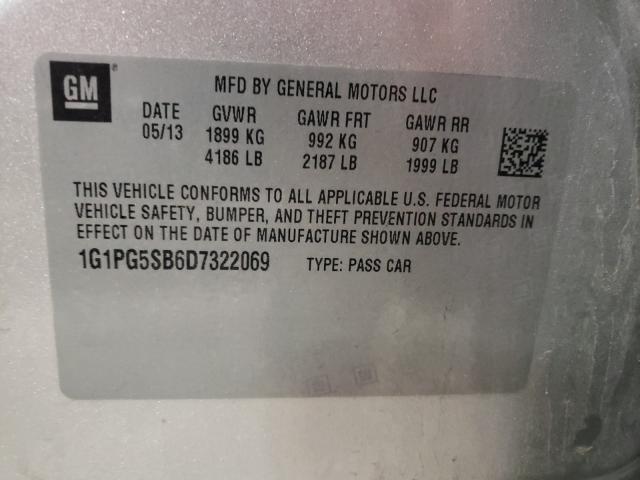 GM
MFD BY GENERAL MOTORS LLC
DATE GVWR GAWR FRT GAWR RR
05/13 1899 KG 992 KG 907 KG
4186 LB 2187 LB 1999 LB
THIS VEHICLE CONFORMS TO ALL APPLICABLE U.S. FEDERAL MOTOR
VEHICLE SAFETY, BUMPER, AND THEFT PREVENTION STANDARDS IN
EFFECT ON THE DATE OF MANUFACTURE SHOWN ABOVE.
1G1PG5SB6D7322069 TYPE: PASS CAR
GM GM